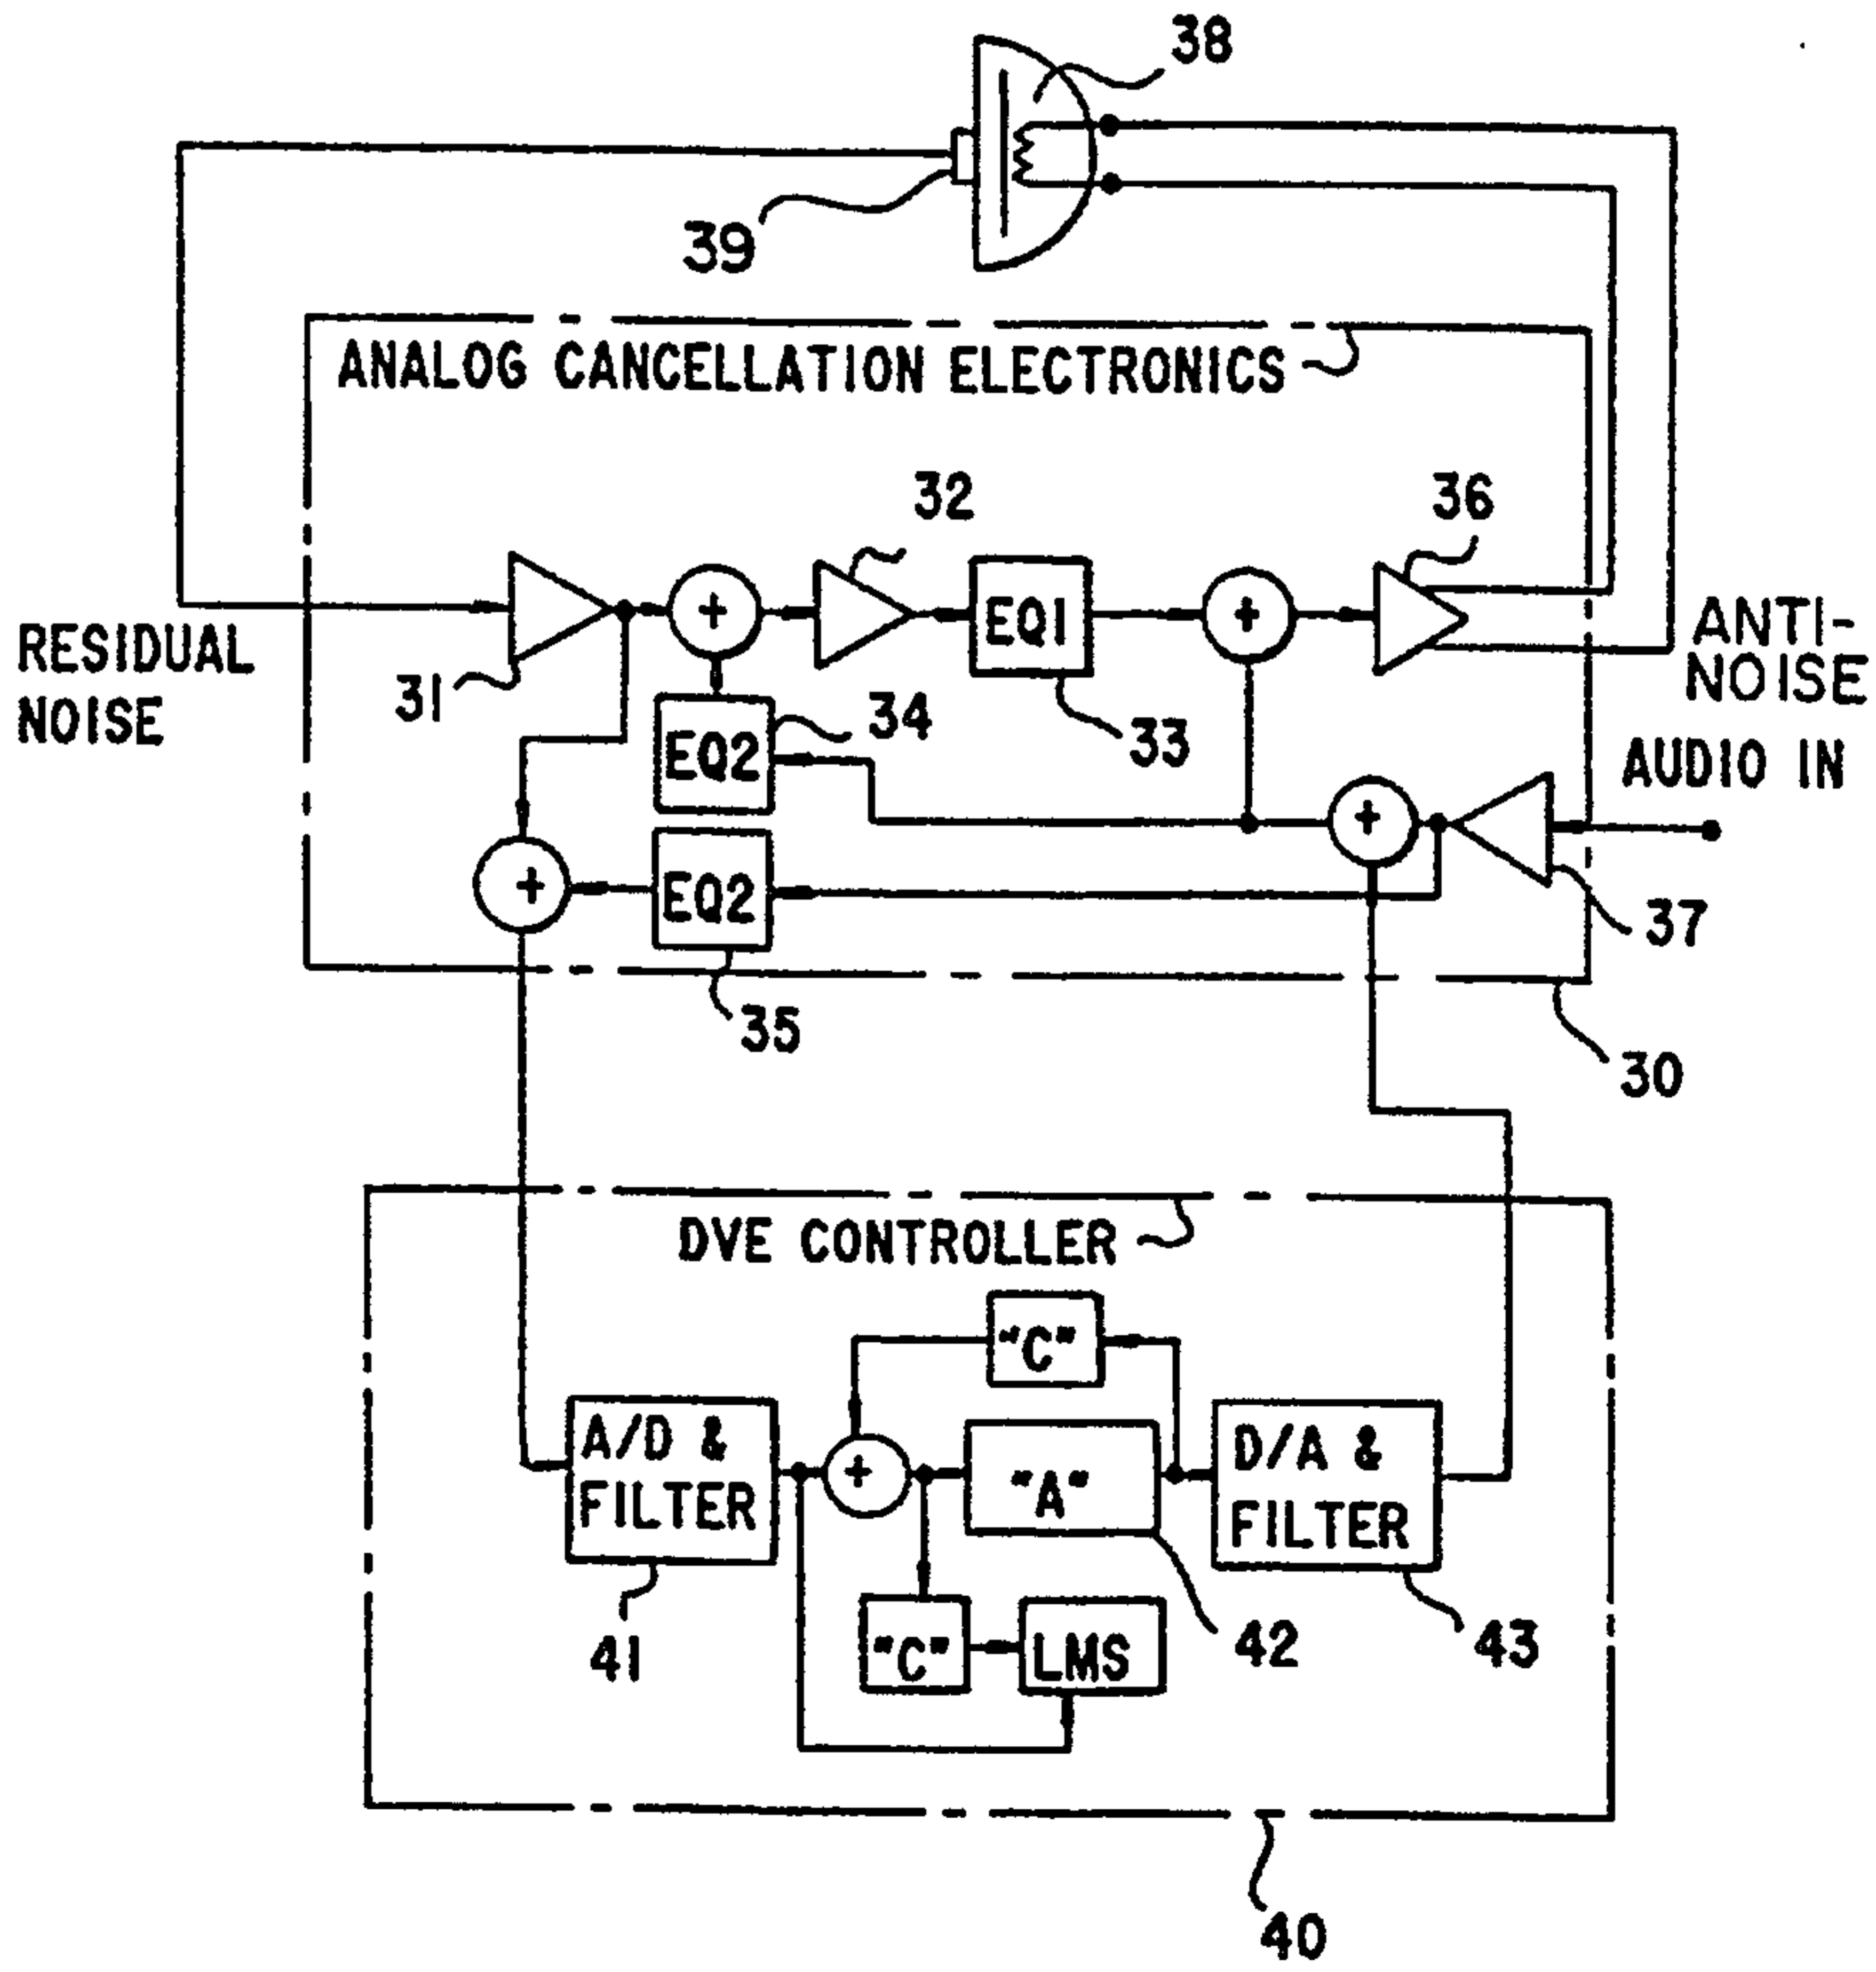 38
39
ANALOG CANCELLATION ELECTRONICS
32
36
+
EQ1
+
ANTI-
NOISE
RESIDUAL
NOISE
31
34
33
EQ2
AUDIO IN
+
EQ2
+
37
35
30
DVE CONTROLLER
"C"
A/D &
FILTER
+
"A"
D/A &
FILTER
41
"C"
LMS
42
43
40